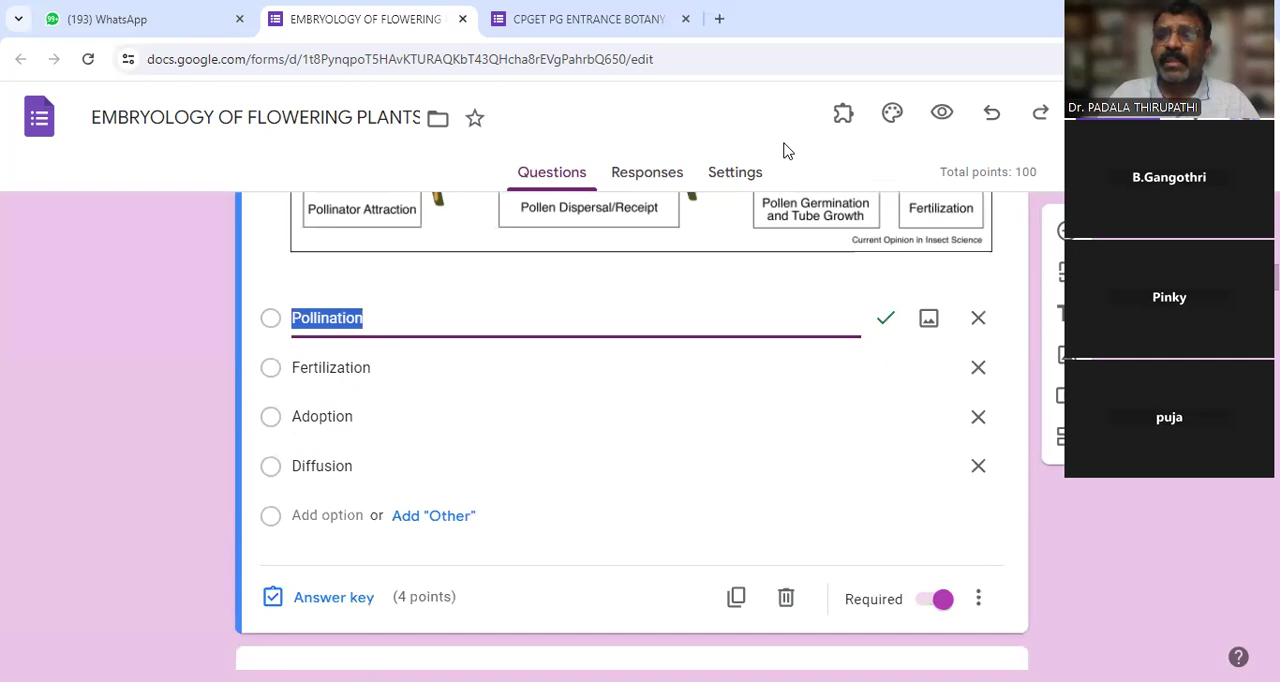 (193) WhatsApp
EMBRYOLOGY OF FLOWERING
CPGET PG ENTRANCE BOTANY
docs.google.com/forms/d/1t8PynqpoT5HAvKTURAQKbT43QHcha8rEVgPahrbQ650/edit
EMBRYOLOGY OF FLOWERING PLANTS
Questions
Responses
Settings
Total points: 100
Pollinator Attraction
Pollen Dispersal/Receipt
Pollen Germination
and Tube Growth
Fertilization
Current Opinion in Insect Science
Pollination
Fertilization
Adoption
Diffusion
Add option or Add "Other"
Answer key (4 points)
Required
Dr. PADALA THIRUPATHI
B.Gangothri
Pinky
puja